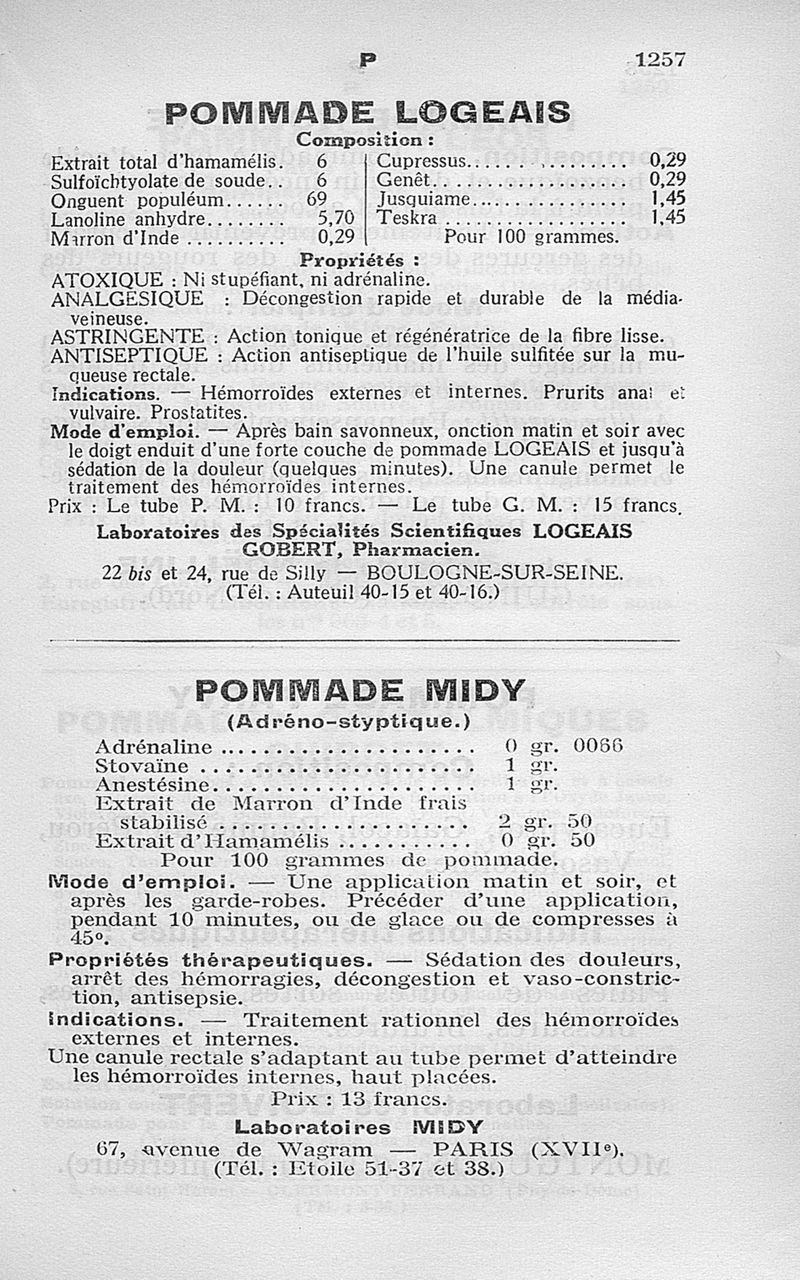 P
1257
POMMADE LOGEAIS
Composition :
Extrait total d'hamamélis. 6
Sulfoïchtyolate de soude. . 6
Onguent populéum...... 69
Lanoline anhydre........ 5,70
Marron d'Inde .......... 0,29
Cupressus................ 0,29
Genêt.................... 0,29
Jusquiame................ 1,45
Teskra ................... 1,45
Pour 100 grammes.
Propriétés :
ATOXIQUE : Ni stupéfiant, ni adrénaline.
ANALGESIQUE : Décongestion rapide et durable de la média-
veineuse.
ASTRINGENTE : Action tonique et régénératrice de la fibre lisse.
ANTISEPTIQUE : Action antiseptique de l'huile sulfitée sur la mu-
queuse rectale.
Indications. — Hémorroïdes externes et internes. Prurits anal et
vulvaire. Prostatites.
Mode d'emploi. — Après bain savonneux, onction matin et soir avec
le doigt enduit d'une forte couche de pommade LOGEAIS et jusqu'à
sédation de la douleur (quelques minutes). Une canule permet le
traitement des hémorroïdes internes.
Prix : Le tube P. M. : 10 francs. — Le tube G. M. : 15 francs.
Laboratoires des Spécialités Scientifiques LOGEAIS
GOBERT, Pharmacien.
22 bis et 24, rue de Silly — BOULOGNE-SUR-SEINE.
(Tél. : Auteuil 40-15 et 40-16.)
POMMADE MIDY
(Adréno-styptique.)
Adrénaline .................... 0 gr. 0066
Stovaïne ...................... 1 gr.
Anestésine..................... 1 gr.
Extrait de Marron d'Inde frais
stabilisé .................... 2 gr. 50
Extrait d'Hamamélis ........... 0 gr. 50
Pour 100 grammes de pommade.
Mode d'emploi. — Une application matin et soir, et
après les garde-robes. Précéder d'une application,
pendant 10 minutes, ou de glace ou de compresses à
45º.
Propriétés thérapeutiques. — Sédation des douleurs,
arrêt des hémorragies, décongestion et vaso-constric-
tion, antisepsie.
Indications. — Traitement rationnel des hémorroïdes
externes et internes.
Une canule rectale s'adaptant au tube permet d'atteindre
les hémorroïdes internes, haut placées.
Prix : 13 francs.
Laboratoires MIDY
67, avenue de Wagram — PARIS (XVIIe).
(Tél. : Etoile 51-37 et 38.)